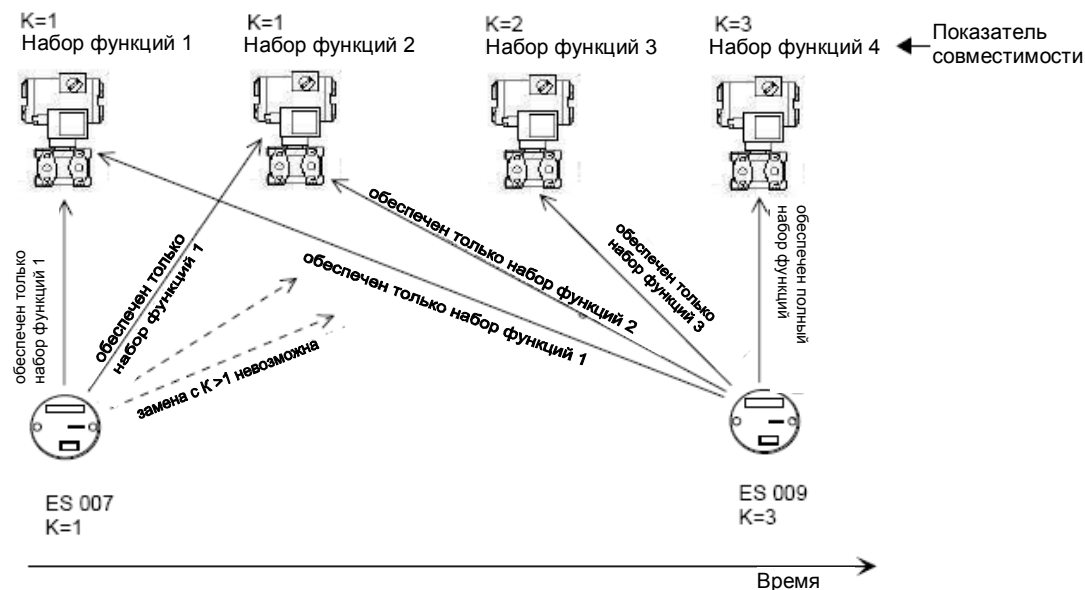 K=1
Набор функций 1
K=1
Набор функций 2
K=2
Набор функций 3
K=3
Набор функций 4
Показатель
совместимости
обеспечен только
набор функций 1
обеспечен только
набор функций 1
замена с К >1 невозможна
обеспечен только набор функций 1
обеспечен только набор функций 2
обеспечен только
набор функций 3
обеспечен полный
набор функций
ES 007
K=1
ES 009
K=3
Время